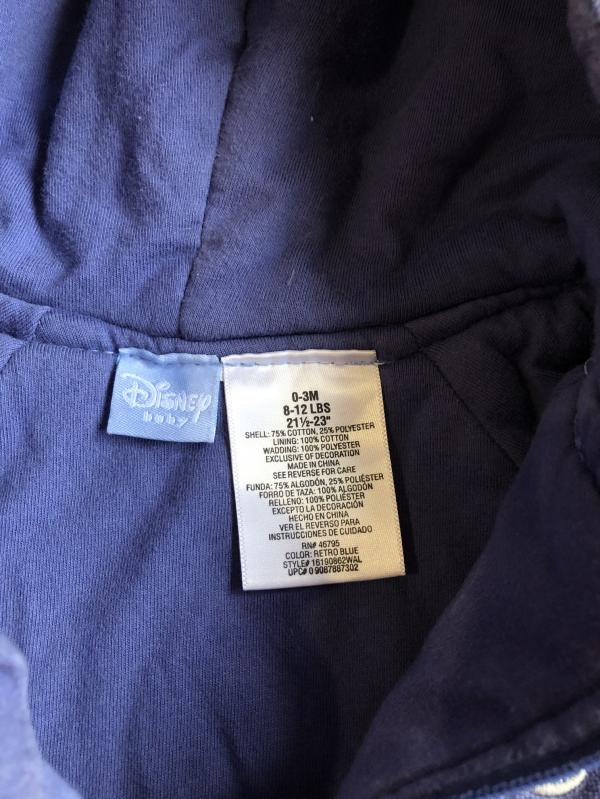 Disney
baby
0-3M
8-12 LBS
21½-23"
SHELL: 75% COTTON, 25% POLYESTER
LINING: 100% COTTON
WADDING: 100% POLYESTER
EXCLUSIVE OF DECORATION
MADE IN CHINA
SEE REVERSE FOR CARE
FUNDA: 75% ALGODÓN, 25% POLIÉSTER
FORRO DE TAZA: 100% ALGODÓN
RELLENO: 100% POLIÉSTER
EXCEPTO LA DECORACIÓN
HECHO EN CHINA
VER EL REVERSO PARA
INSTRUCCIONES DE CUIDADO
RN# 46795
COLOR: RETRO BLUE
STYLE# 16190862WAL
UPC# 0 9087887302